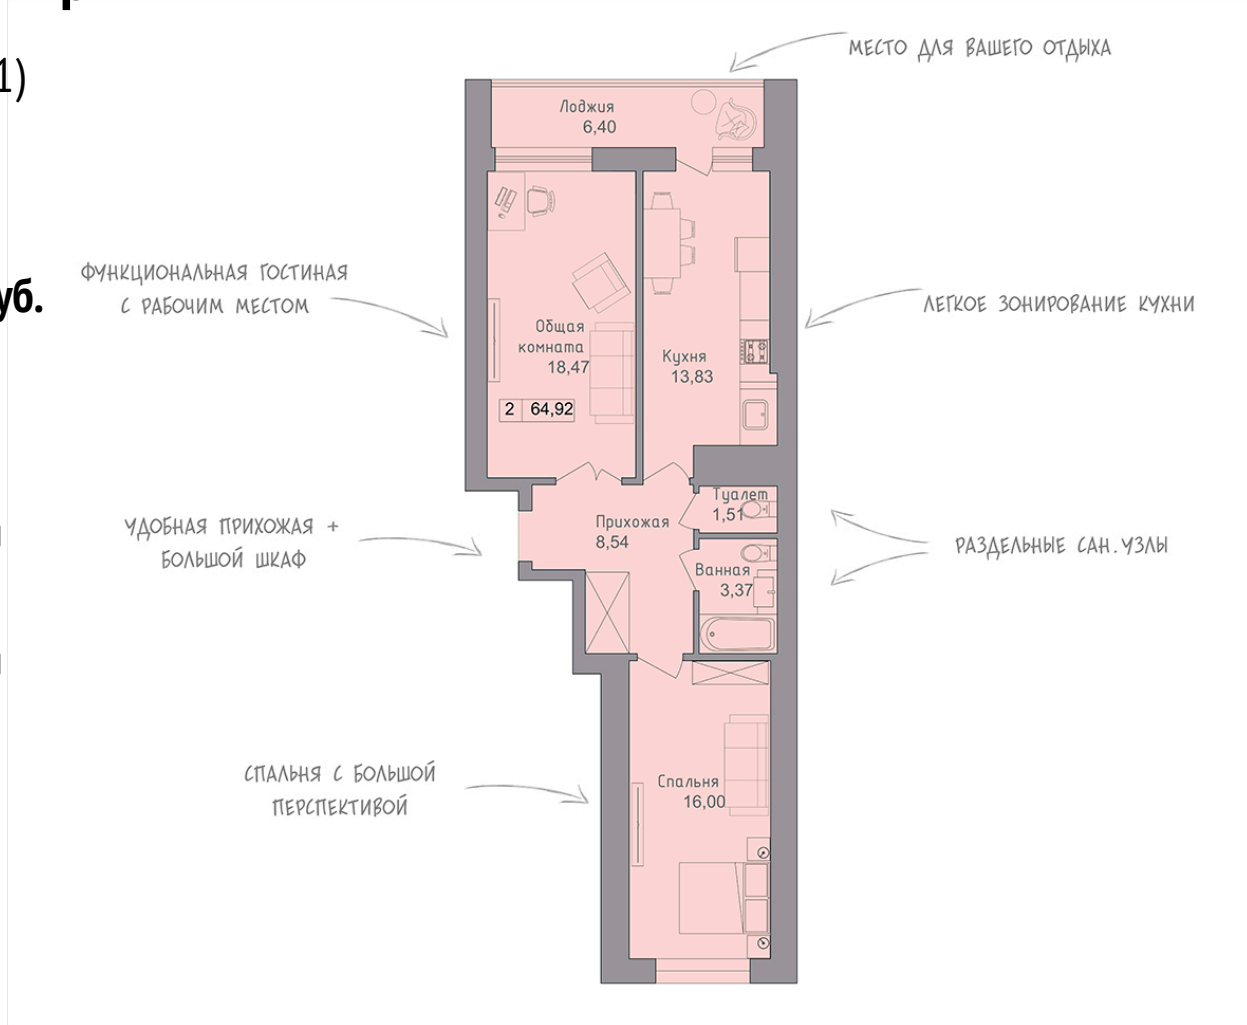 1)
МЕСТО ДЛЯ ВАШЕГО ОТДЫХА
Лоджия
6,40
ФУНКЦИОНАЛЬНАЯ ГОСТИНАЯ
С РАБОЧИМ МЕСТОМ
уб.
ЛЕГКОЕ ЗОНИРОВАНИЕ КУХНИ
Общая
комната
18,47
Кухня
13,83
2 64,92
Туалет
1,51
УДОБНАЯ ПРИХОЖАЯ +
БОЛЬШОЙ ШКАФ
Прихожая
8,54
РАЗДЕЛЬНЫЕ САН.УЗЛЫ
Ванная
3,37
СПАЛЬНЯ С БОЛЬШОЙ
ПЕРСПЕКТИВОЙ
Спальня
16,00